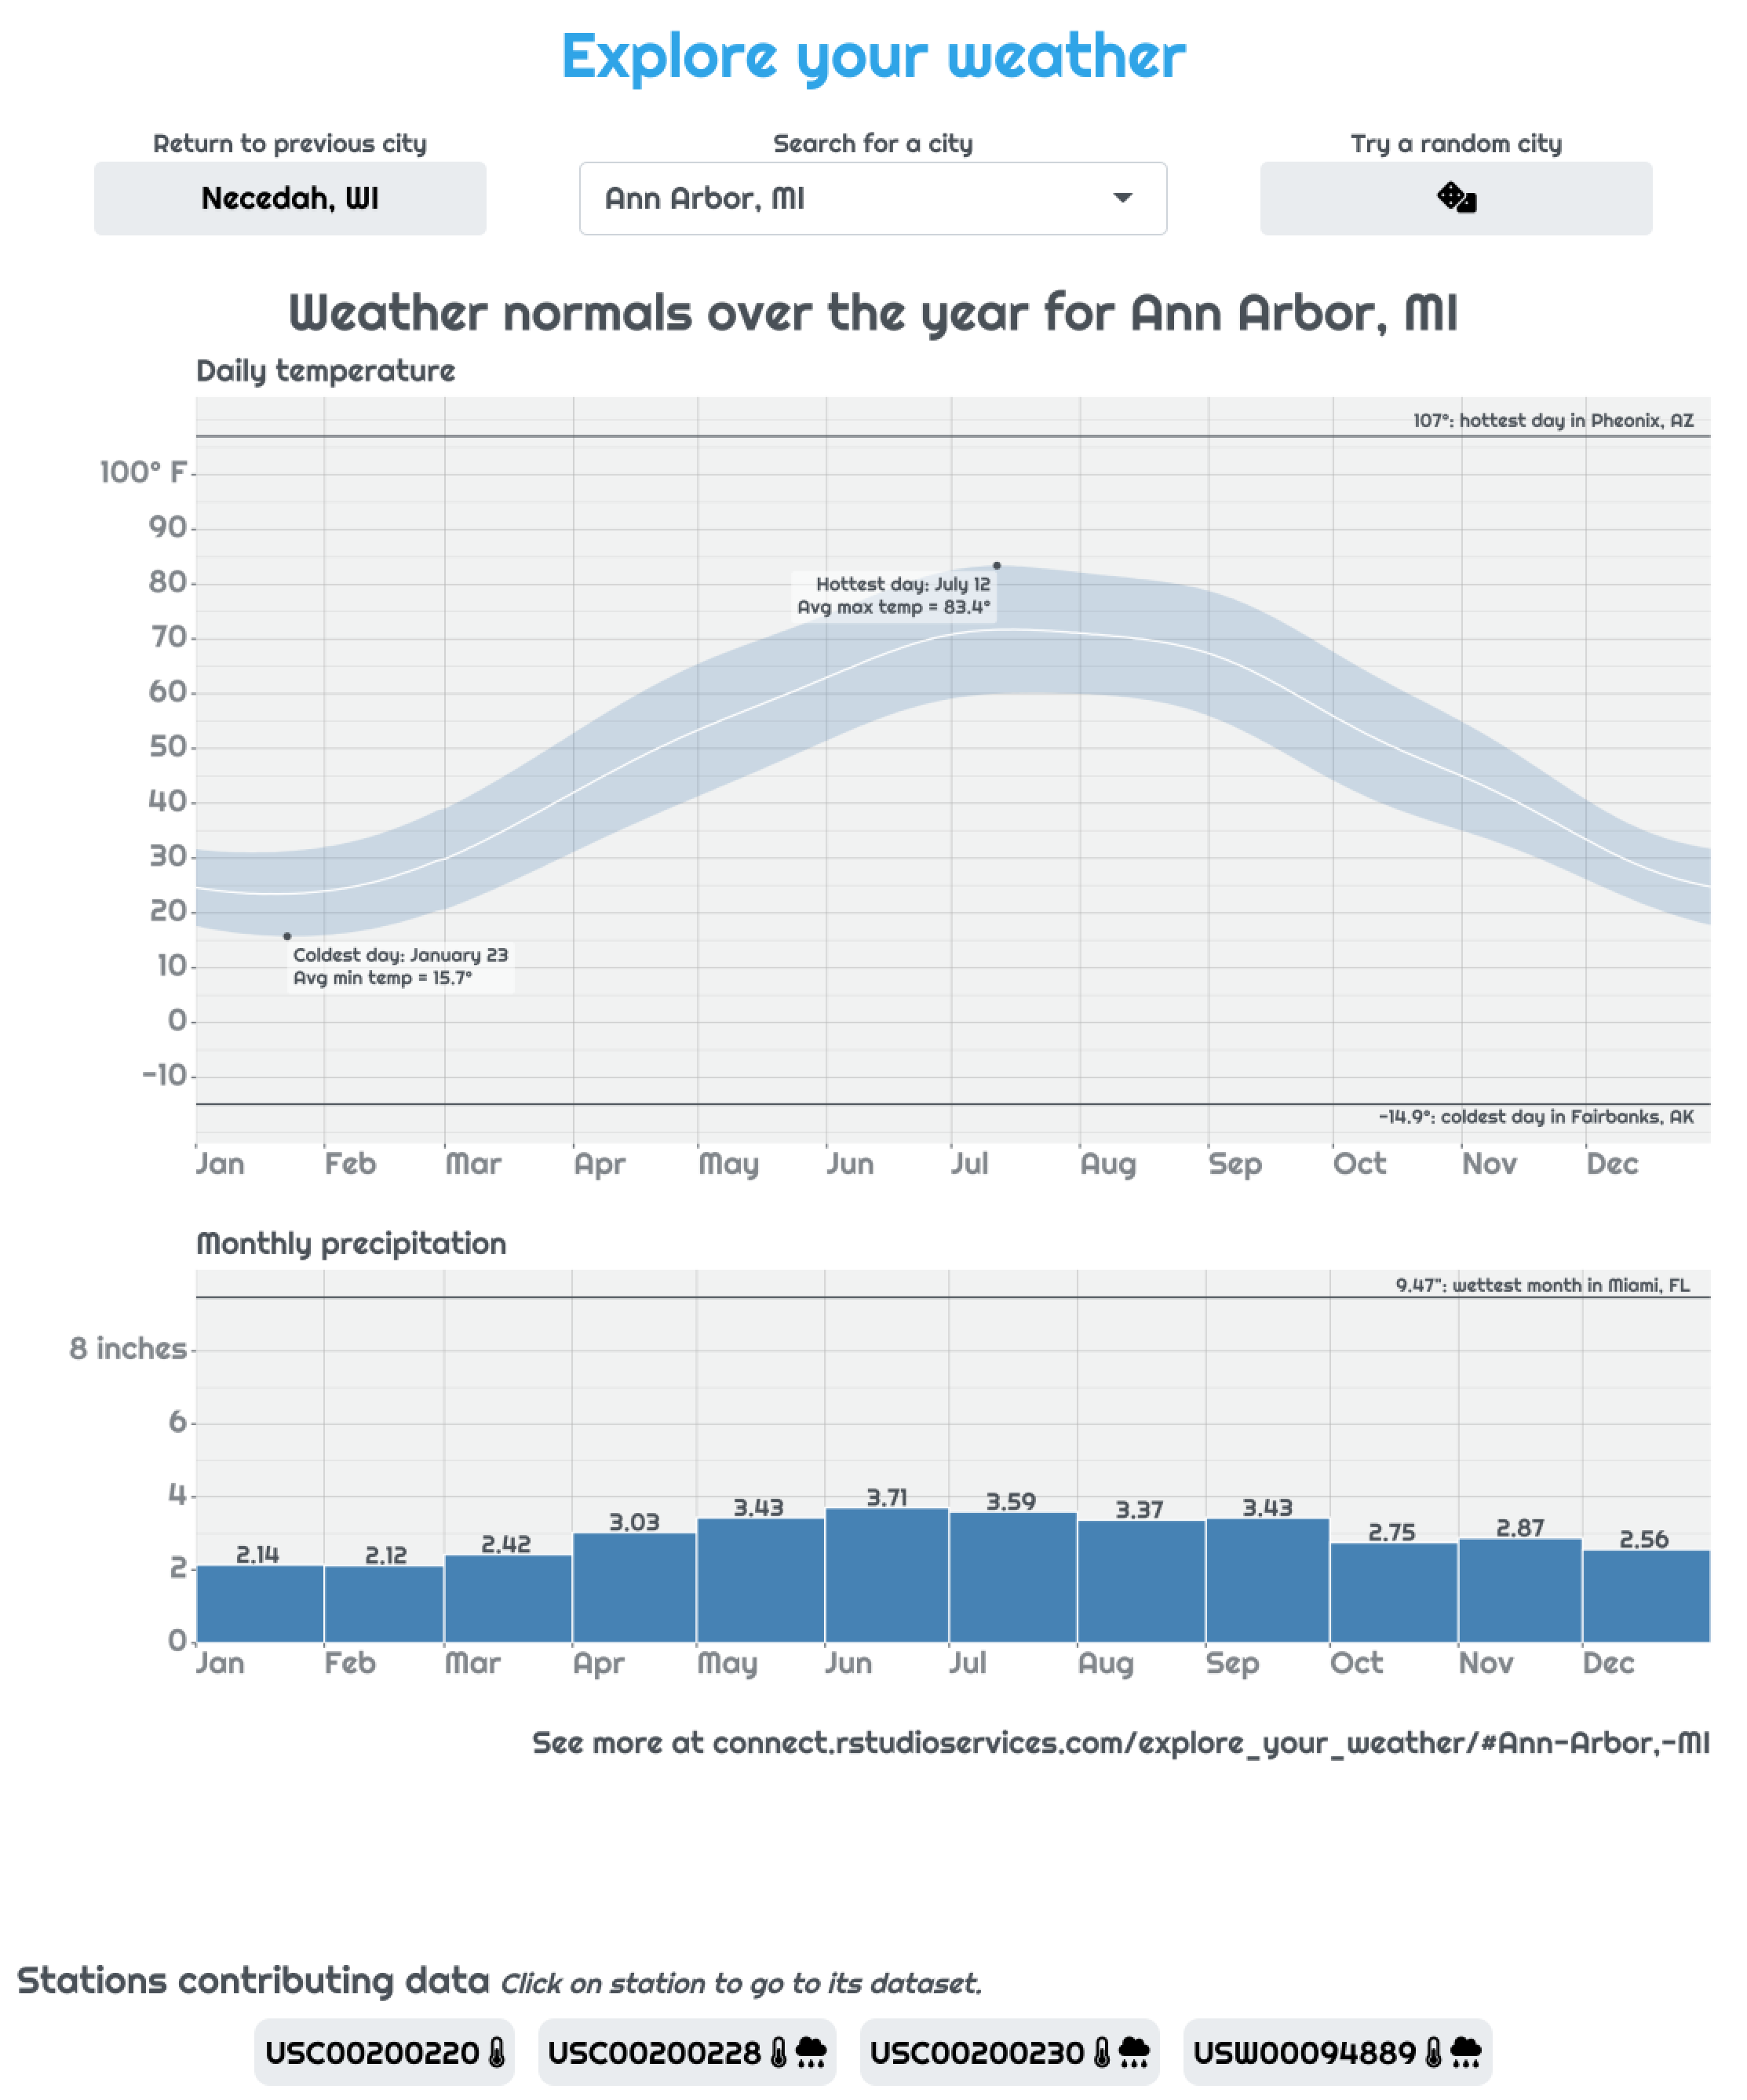 Explore your weather
Return to previous city
Search for a city
Try a random city
Necedah, WI
Ann Arbor, MI
Weather normals over the year for Ann Arbor, MI
Daily temperature
107°: hottest day in Pheonix, AZ
100° F
90
80
70
60
50
40
30
20
10
0
-10
Hottest day: July 12
Avg max temp = 83.4°
Coldest day: January 23
Avg min temp = 15.7°
-14.9°: coldest day in Fairbanks, AK
Jan Feb Mar Apr May Jun Jul Aug Sep Oct Nov Dec
Monthly precipitation
9.47": wettest month in Miami, FL
8 inches
6
4
2
0
2.14 2.12 2.42 3.03 3.43 3.71 3.59 3.37 3.43 2.75 2.87 2.56
Jan Feb Mar Apr May Jun Jul Aug Sep Oct Nov Dec
See more at connect.rstudioservices.com/explore_your_weather/#Ann-Arbor,-MI
Stations contributing data Click on station to go to its dataset.
USC00200220 USC00200228 USC00200230 USW00094889